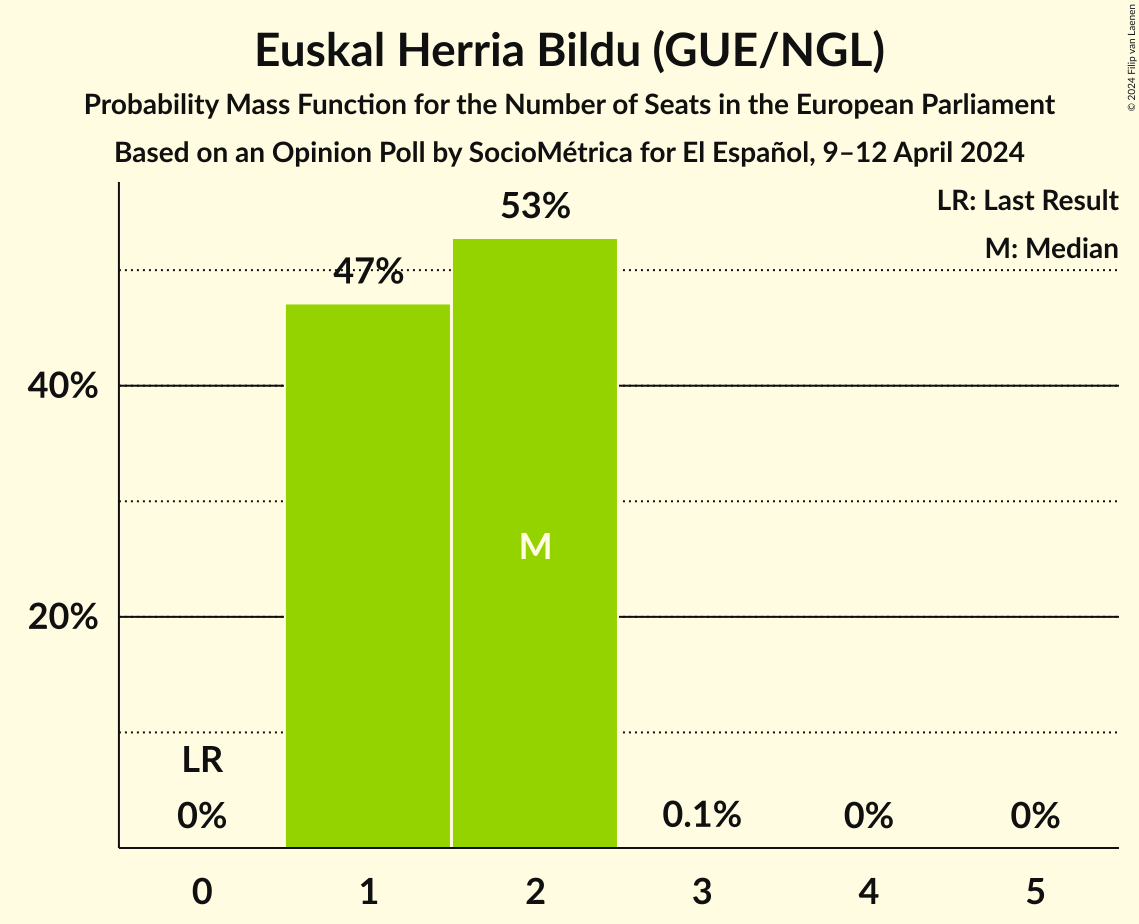 Euskal Herria Bildu (GUE/NGL)
Probability Mass Function for the Number of Seats in the European Parliament
Based on an Opinion Poll by SocioMétrica for El Español, 9–12 April 2024
© 2024 Filip van Laenen
LR: Last Result
M: Median
53%
47%
40%
20%
M
LR
0%
0.1%
0%
0%
0 1 2 3 4 5